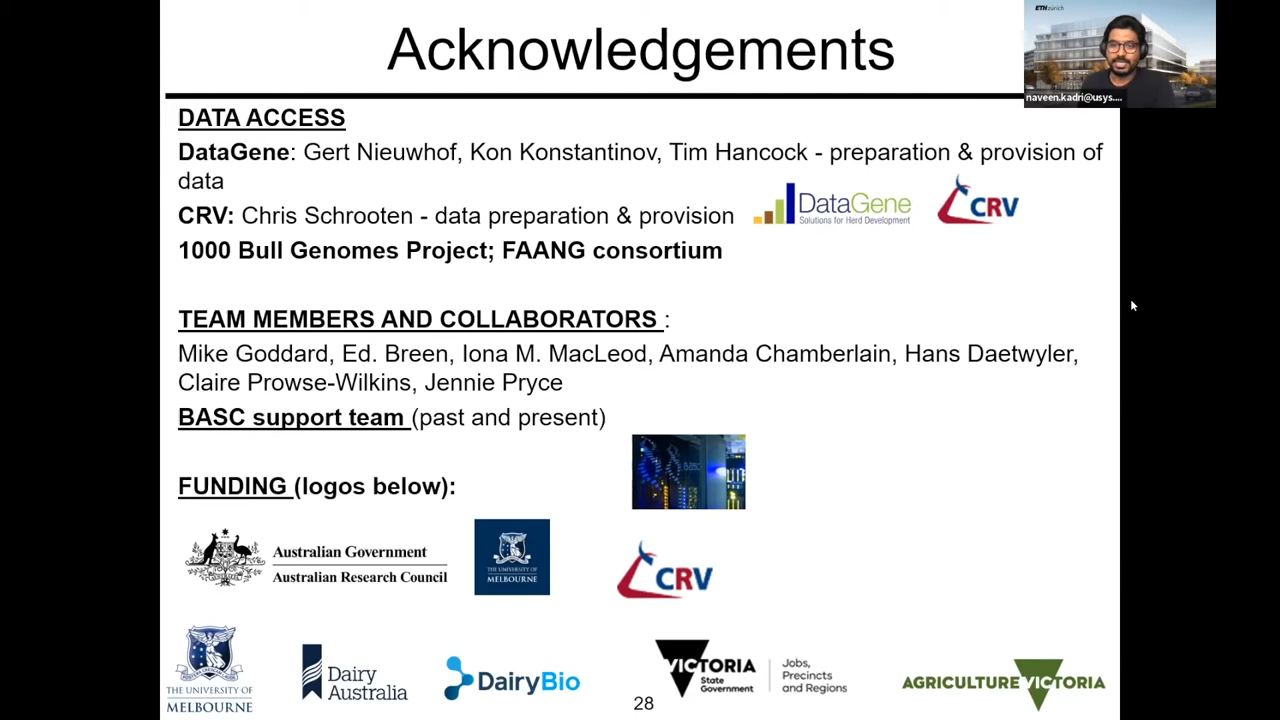 Acknowledgements
ETH zürich
naveen.kadri@usys....
DATA ACCESS
DataGene: Gert Nieuwhof, Kon Konstantinov, Tim Hancock - preparation & provision of
data
CRV: Chris Schrooten - data preparation & provision
DataGene
Solutions for Herd Development
CRV
1000 Bull Genomes Project; FAANG consortium
TEAM MEMBERS AND COLLABORATORS :
Mike Goddard, Ed. Breen, Iona M. MacLeod, Amanda Chamberlain, Hans Daetwyler,
Claire Prowse-Wilkins, Jennie Pryce
BASC support team (past and present)
FUNDING (logos below):
Australian Government
Australian Research Council
THE UNIVERSITY OF
MELBOURNE
CRV
THE UNIVERSITY OF
MELBOURNE
Dairy
Australia
DairyBio
VICTORIA
State
Government
Jobs,
Precincts
and Regions
AGRICULTURE VICTORIA
28